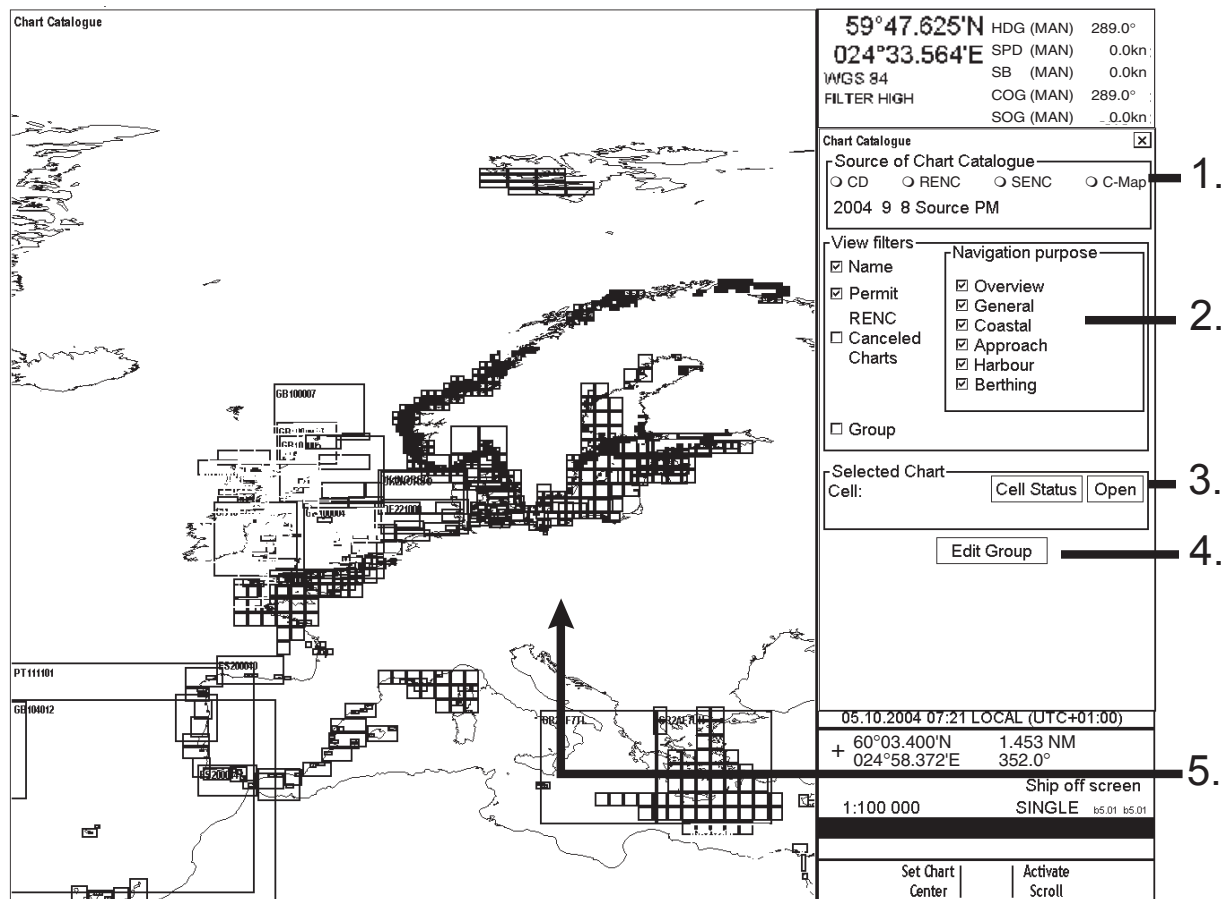 Chart Catalogue
GB100007
PT111101
GB104012
ES200010
59°47.625'N
024°33.564'E
WGS 84
FILTER HIGH
HDG (MAN) 289.0°
SPD (MAN) 0.0kn
SB (MAN) 0.0kn
COG (MAN) 289.0°
SOG (MAN) 0.0kn
Chart Catalogue
Source of Chart Catalogue
CD RENC SENC C-Map
2004 9 8 Source PM
1.
View filters
Name
Permit
RENC
Canceled
Charts
Group
Navigation purpose
Overview
General
Coastal
Approach
Harbour
Berthing
2.
Selected Chart
Cell:
Cell Status Open
3.
Edit Group
4.
05.10.2004 07:21 LOCAL (UTC+01:00)
+ 60°03.400'N 1.453 NM
024°58.372'E 352.0°
5.
Ship off screen
1:100 000 SINGLE b5.01 b5.01
Set Chart
Center
Activate
Scroll